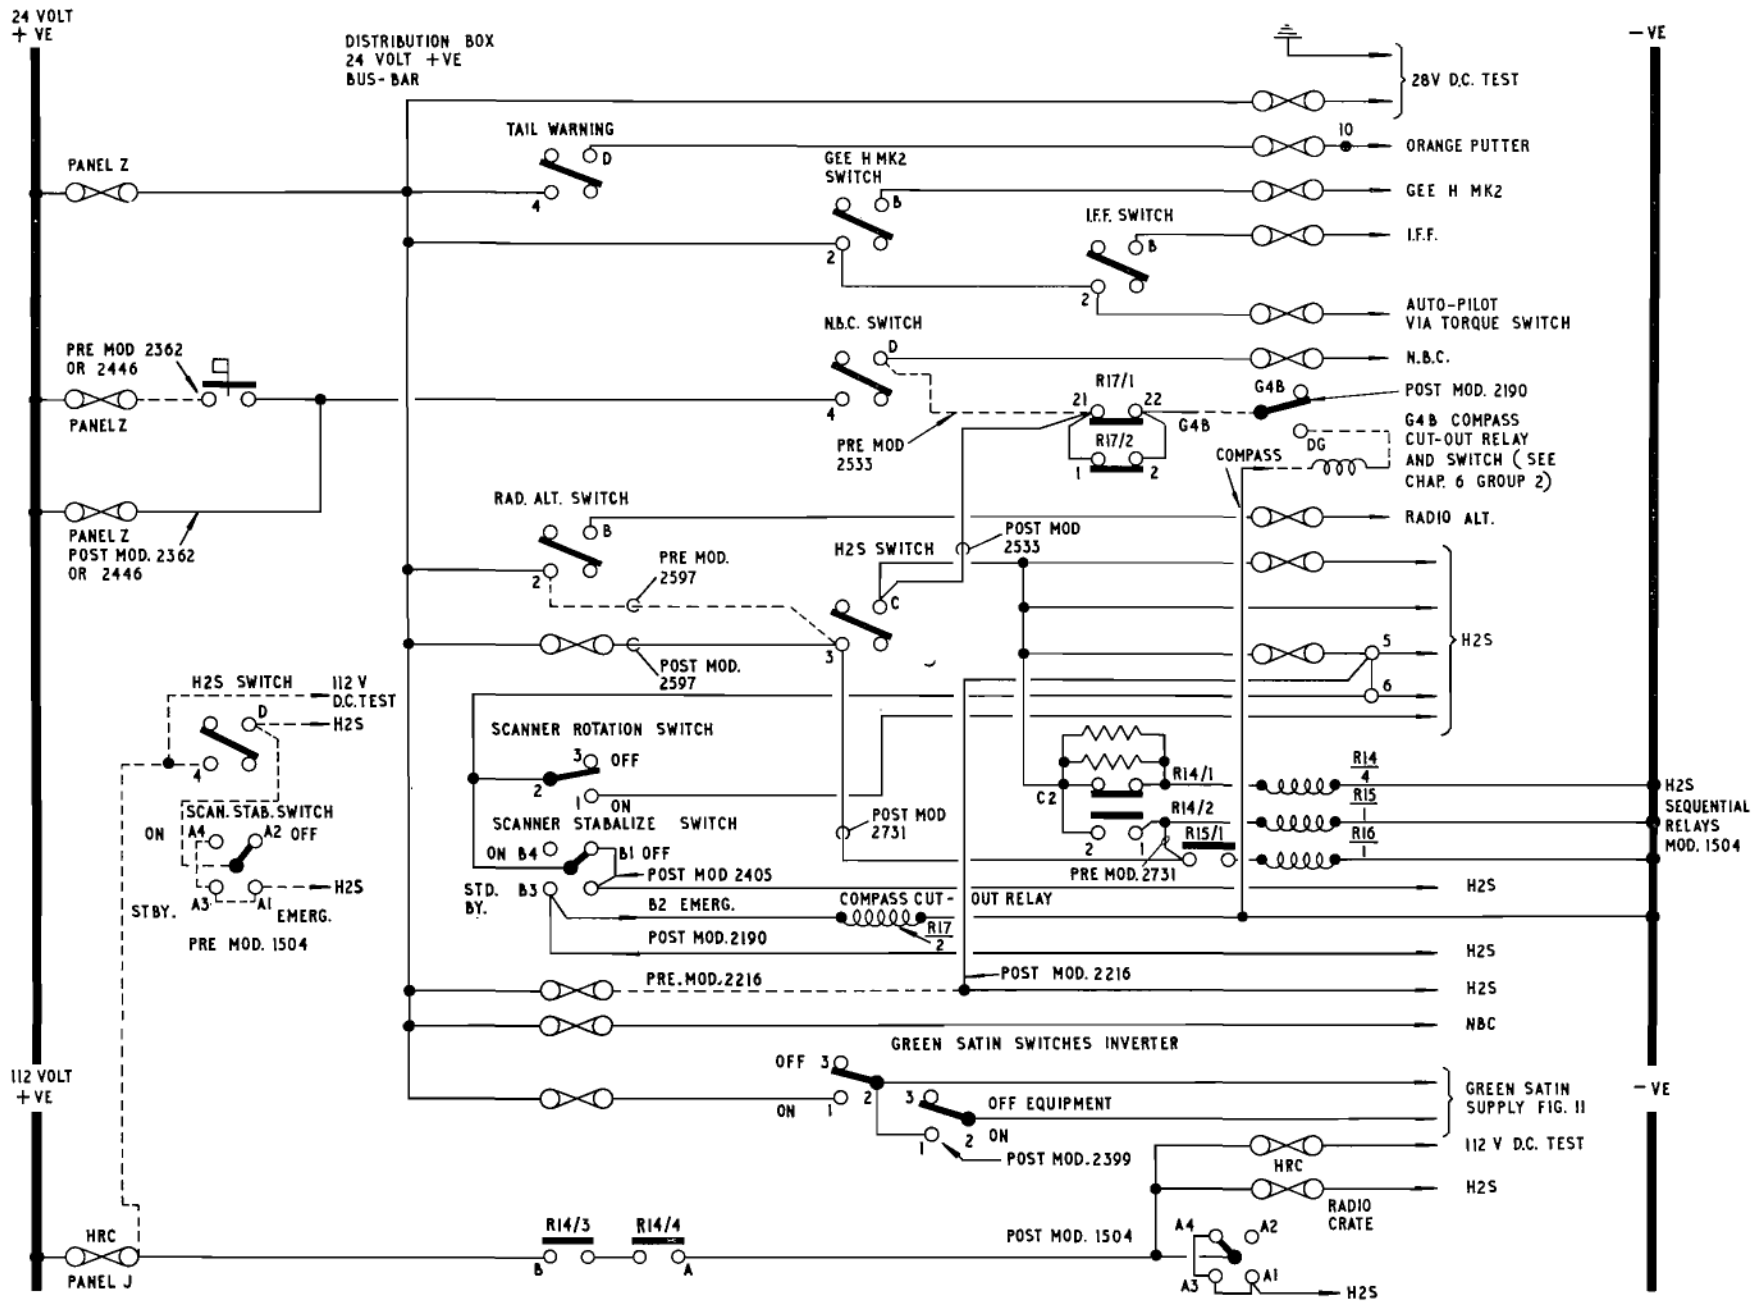 24 VOLT
+ VE
DISTRIBUTION BOX
24 VOLT +VE
BUS-BAR
- VE
28V D.C. TEST
TAIL WARNING
D
4
10
ORANGE PUTTER
PANEL Z
GEE H MK2
SWITCH
B
2
GEE H MK2
I.F.F. SWITCH
B
2
I.F.F.
AUTO-PILOT
VIA TORQUE SWITCH
N.B.C. SWITCH
D
4
N.B.C.
PRE MOD 2362
OR 2446
PANEL Z
R17/1
21
22
R17/2
1
2
G4B
G4B
DG
POST MOD. 2190
G4B COMPASS
CUT-OUT RELAY
AND SWITCH (SEE
CHAP. 6 GROUP 2)
PRE MOD
2533
COMPASS
RAD. ALT. SWITCH
B
2
RADIO ALT.
PANEL Z
POST MOD. 2362
OR 2446
H2S SWITCH
C
3
POST MOD
2533
PRE MOD.
2597
POST MOD.
2597
5
6
H2S
H2S SWITCH
112 V
D.C. TEST
D
H2S
4
SCANNER ROTATION SWITCH
3
OFF
2
1
ON
SCAN. STAB. SWITCH
ON
A4
A2 OFF
A3
A1
STBY.
EMERG.
H2S
PRE MOD. 1504
SCANNER STABALIZE SWITCH
ON B4
B1 OFF
STD.
BY.
B3
POST MOD 2405
B2 EMERG.
POST MOD
2731
C2
R14/1
R14/2
R15/1
2
1
PRE MOD. 2731
R14
4
R15
1
R16
1
H2S
SEQUENTIAL
RELAYS
MOD. 1504
H2S
COMPASS CUT-OUT RELAY
R17
2
POST MOD. 2190
H2S
PRE. MOD. 2216
POST MOD. 2216
H2S
NBC
GREEN SATIN SWITCHES INVERTER
OFF 3
2
ON
1
3
OFF EQUIPMENT
2
ON
1
POST MOD. 2399
GREEN SATIN
SUPPLY FIG. 11
112 VOLT
+ VE
- VE
112 V D.C. TEST
HRC
H2S
RADIO
CRATE
HRC
PANEL J
R14/3
R14/4
B
A
POST MOD. 1504
A4
A2
A3
A1
H2S